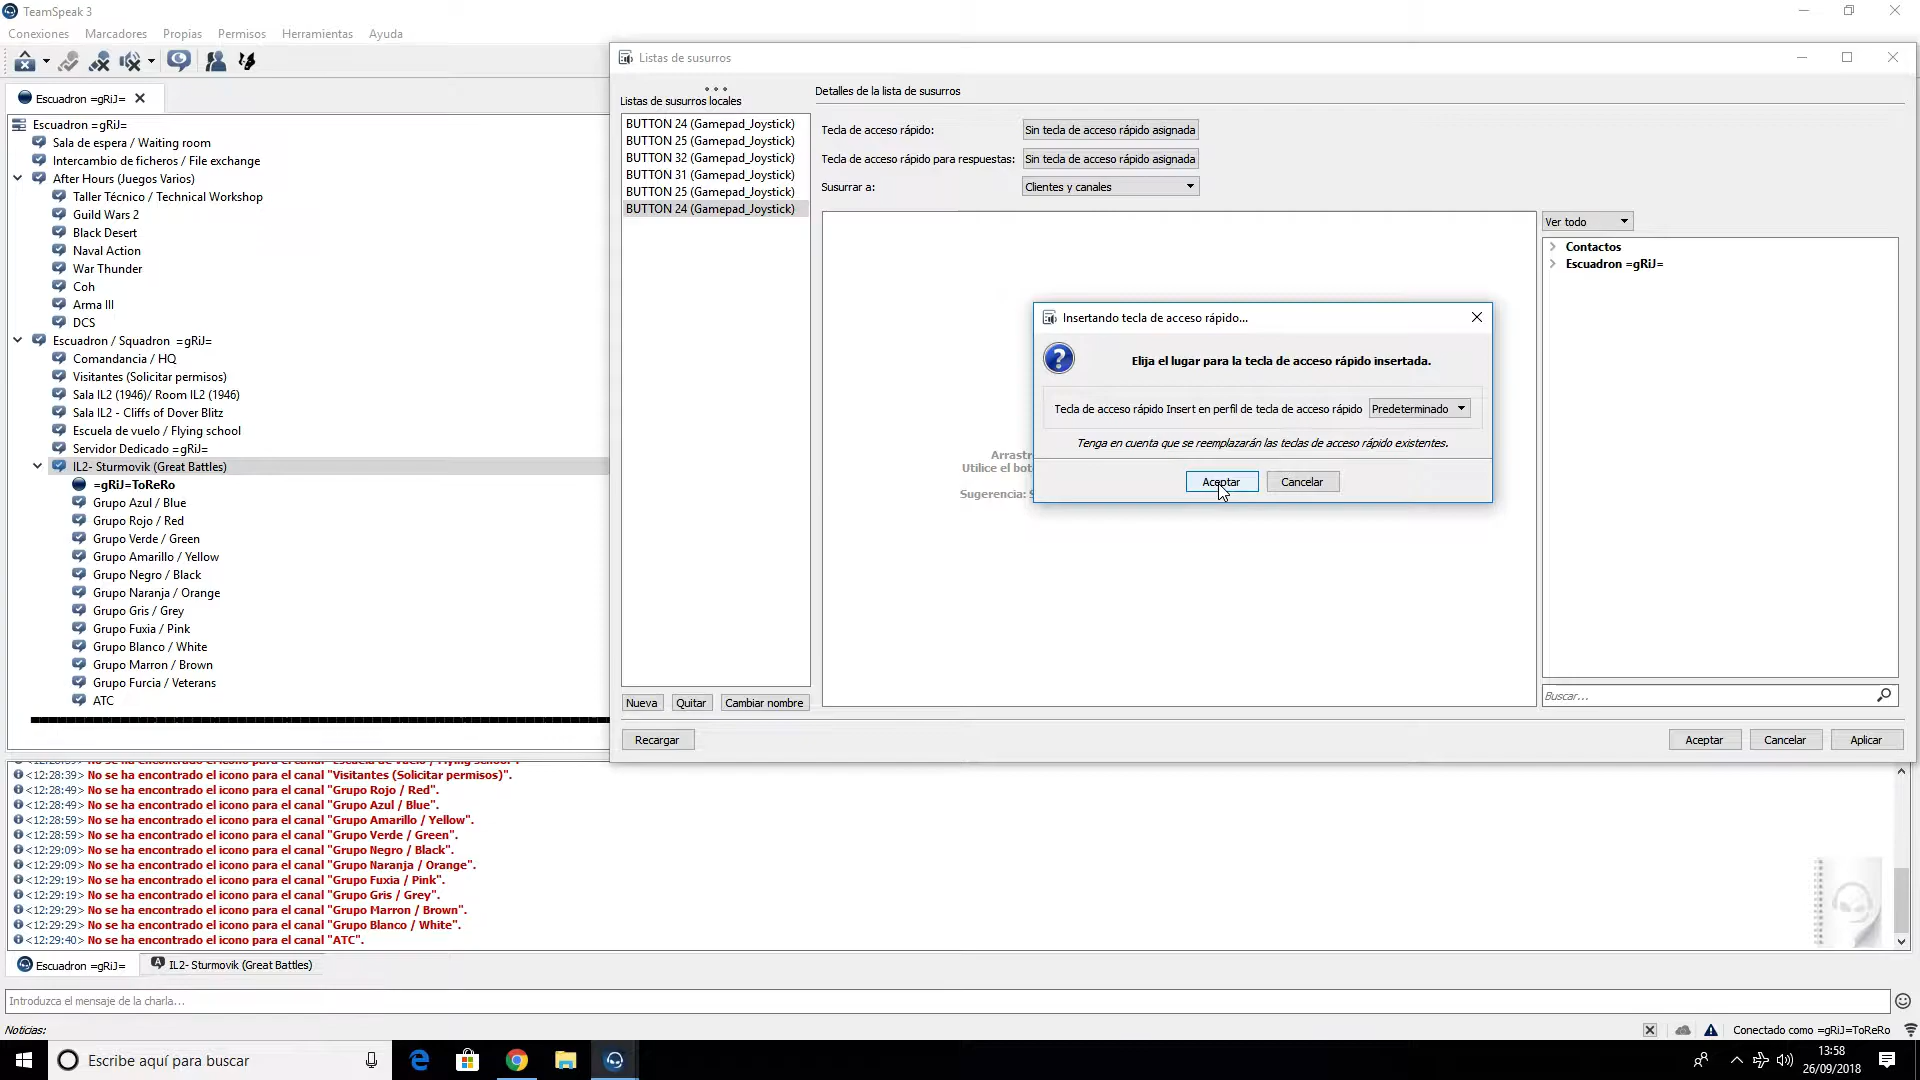 TeamSpeak 3
Conexiones Marcadores Propias Permisos Herramientas Ayuda
Escuadron =gRiJ=
Escuadron =gRiJ=
Sala de espera / Waiting room
Intercambio de ficheros / File exchange
After Hours (Juegos Varios)
Taller Técnico / Technical Workshop
Guild Wars 2
Black Desert
Naval Action
War Thunder
Coh
Arma III
DCS
Escuadron / Squadron =gRiJ=
Comandancia / HQ
Visitantes (Solicitar permisos)
Sala IL2 (1946)/ Room IL2 (1946)
Sala IL2 - Cliffs of Dover Blitz
Escuela de vuelo / Flying school
Servidor Dedicado =gRiJ=
IL2- Sturmovik (Great Battles)
=gRiJ=ToReRo
Grupo Azul / Blue
Grupo Rojo / Red
Grupo Verde / Green
Grupo Amarillo / Yellow
Grupo Negro / Black
Grupo Naranja / Orange
Grupo Gris / Grey
Grupo Fuxia / Pink
Grupo Blanco / White
Grupo Marron / Brown
Grupo Furcia / Veterans
ATC
Listas de susurros
Listas de susurros locales
BUTTON 24 (Gamepad_Joystick)
BUTTON 25 (Gamepad_Joystick)
BUTTON 32 (Gamepad_Joystick)
BUTTON 31 (Gamepad_Joystick)
BUTTON 25 (Gamepad_Joystick)
BUTTON 24 (Gamepad_Joystick)
Nueva Quitar Cambiar nombre
Detalles de la lista de susurros
Tecla de acceso rápido: Sin tecla de acceso rápido asignada
Tecla de acceso rápido para respuestas: Sin tecla de acceso rápido asignada
Susurrar a: Clientes y canales
Arrastr
Utilice el bot
Sugerencia: S
Ver todo
Contactos
Escuadron =gRiJ=
Buscar...
Insertando tecla de acceso rápido...
Elija el lugar para la tecla de acceso rápido insertada.
Tecla de acceso rápido Insert en perfil de tecla de acceso rápido Predeterminado
Tenga en cuenta que se reemplazarán las teclas de acceso rápido existentes.
Aceptar Cancelar
Recargar Aceptar Cancelar Aplicar
<12:28:39> No se ha encontrado el icono para el canal "Visitantes (Solicitar permisos)".
<12:28:49> No se ha encontrado el icono para el canal "Grupo Rojo / Red".
<12:28:49> No se ha encontrado el icono para el canal "Grupo Azul / Blue".
<12:28:59> No se ha encontrado el icono para el canal "Grupo Amarillo / Yellow".
<12:28:59> No se ha encontrado el icono para el canal "Grupo Verde / Green".
<12:29:09> No se ha encontrado el icono para el canal "Grupo Negro / Black".
<12:29:09> No se ha encontrado el icono para el canal "Grupo Naranja / Orange".
<12:29:19> No se ha encontrado el icono para el canal "Grupo Fuxia / Pink".
<12:29:19> No se ha encontrado el icono para el canal "Grupo Gris / Grey".
<12:29:29> No se ha encontrado el icono para el canal "Grupo Marron / Brown".
<12:29:29> No se ha encontrado el icono para el canal "Grupo Blanco / White".
<12:29:40> No se ha encontrado el icono para el canal "ATC".
Escuadron =gRiJ= IL2- Sturmovik (Great Battles)
Introduzca el mensaje de la charla...
Noticias: Conectado como =gRiJ=ToReRo
Escribe aquí para buscar
13:58
26/09/2018